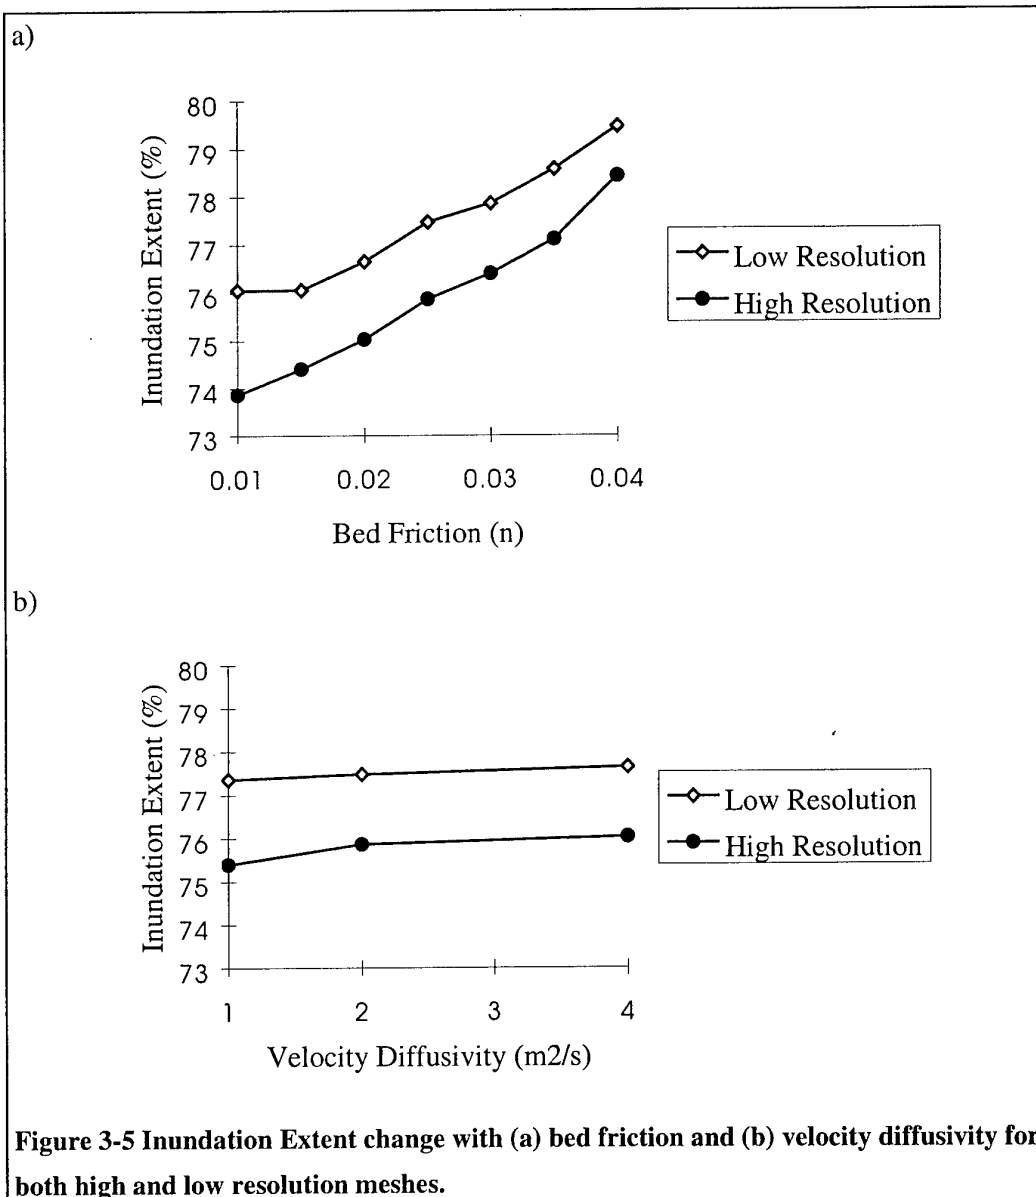 a)
80
79
78
77
76
75
74
73
Inundation Extent (%)
0.01 0.02 0.03 0.04
Bed Friction (n)
Low Resolution
High Resolution
b)
80
79
78
77
76
75
74
73
Inundation Extent (%)
1 2 3 4
Velocity Diffusivity (m2/s)
Low Resolution
High Resolution
Figure 3-5 Inundation Extent change with (a) bed friction and (b) velocity diffusivity for
both high and low resolution meshes.